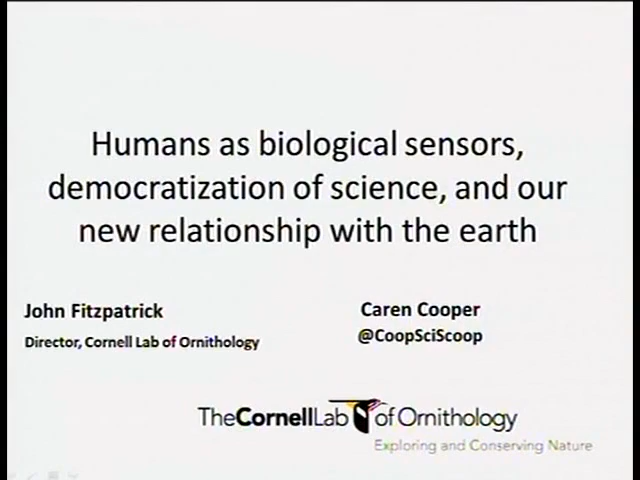 Humans as biological sensors,
democratization of science, and our
new relationship with the earth
John Fitzpatrick
Director, Cornell Lab of Ornithology
Caren Cooper
@CoopSciScoop
TheCornellLab of Ornithology
Exploring and Conserving Nature